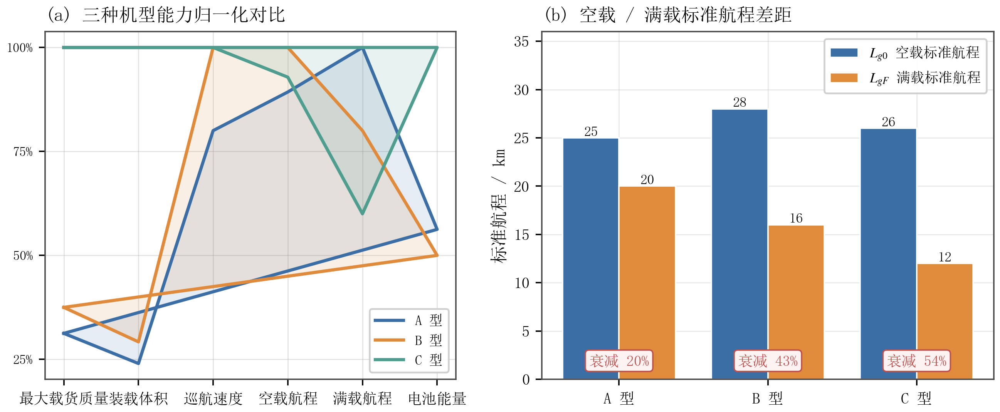 (a) 三种机型能力归一化对比
100%
75%
50%
25%
最大载货质量
装载体积
巡航速度
空载航程
满载航程
电池能量
A 型
B 型
C 型
(b) 空载 / 满载标准航程差距
标准航程 / km
35
30
25
20
15
10
5
0
L_{g0} 空载标准航程
L_{gF} 满载标准航程
25
20
28
16
26
12
衰减 20%
衰减 43%
衰减 54%
A 型
B 型
C 型